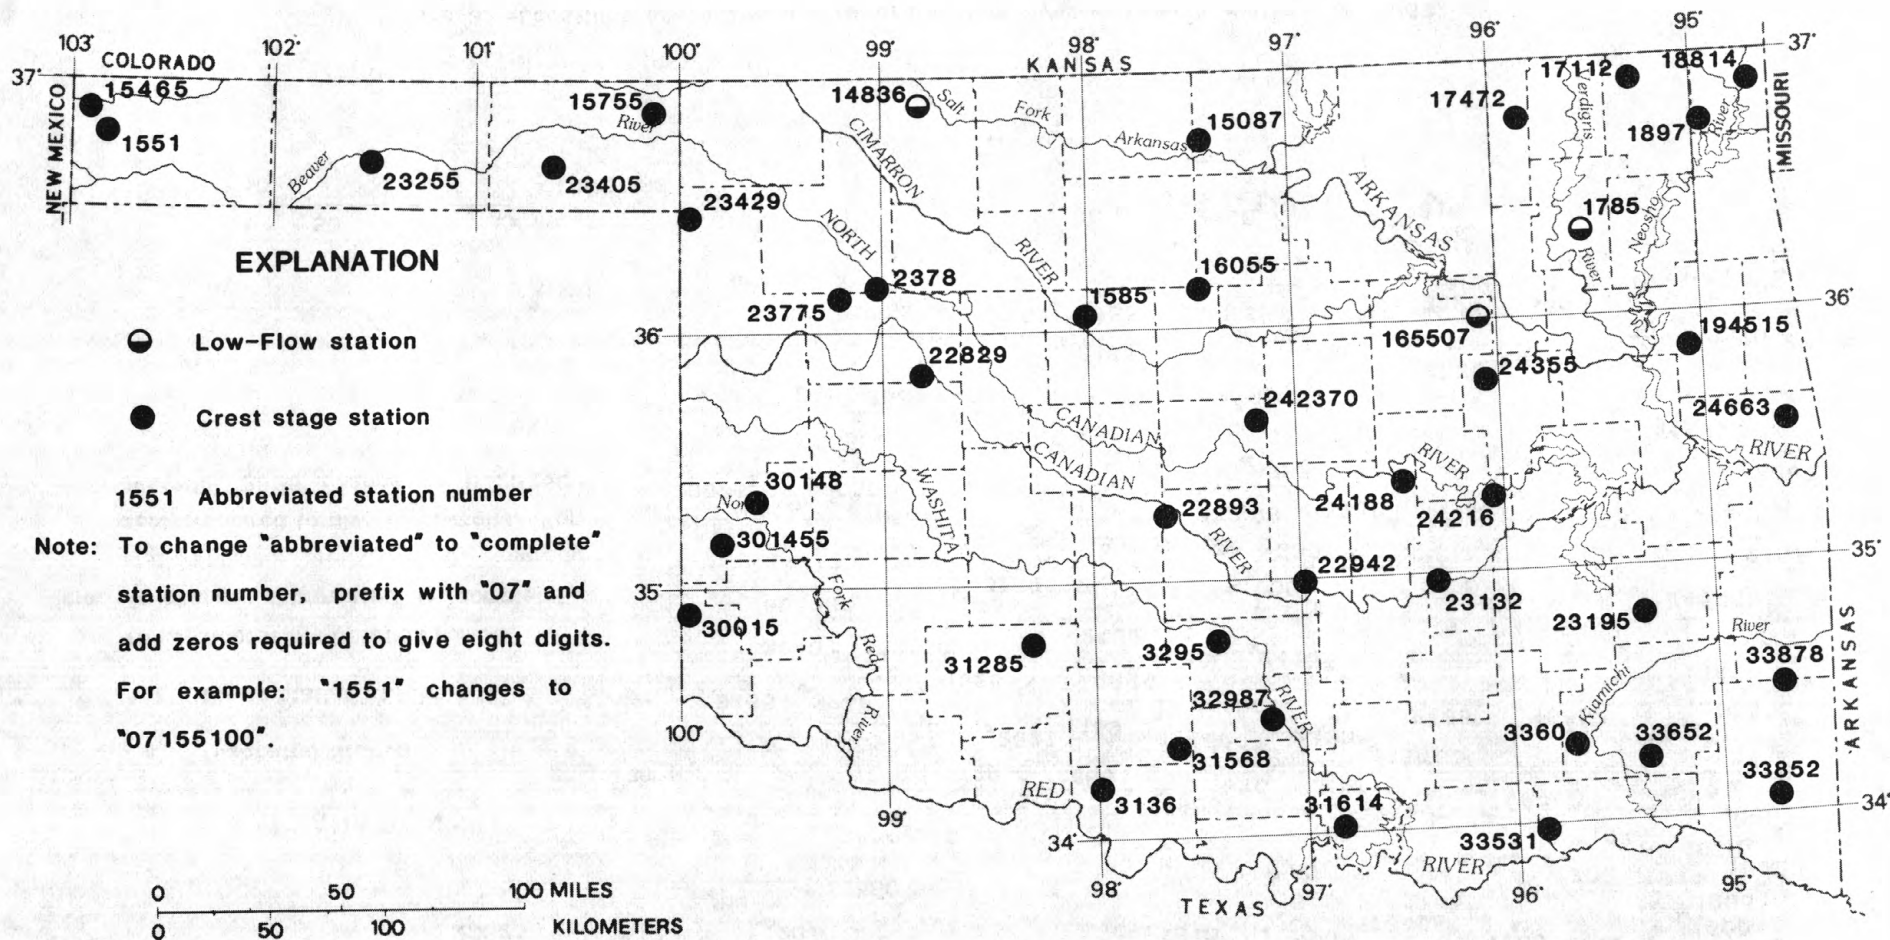 103° 102° 101° 100° 99° 98° 97° 96° 95°
COLORADO
KANSAS
37°
37°
NEW MEXICO
MISSOURI
15465
1551
15755
River
Beaver
23255
23405
23429
14836
Salt Fork
Arkansas
15087
CIMARRON
RIVER
17472
17112
18814
Verdigris
River
1897
River
Neosho
1785
ARKANSAS
NORTH
2378
23775
16055
1585
36°
36°
165507
194515
22829
24355
242370
24663
CANADIAN
CANADIAN
RIVER
RIVER
EXPLANATION
Low-Flow station
Crest stage station
1551 Abbreviated station number
Note: To change "abbreviated" to "complete"
station number, prefix with "07" and
add zeros required to give eight digits.
For example: "1551" changes to
"07155100".
30148
301455
30015
WASHITA
22893
24188
24216
RIVER
22942
23132
23195
35°
35°
Fork
Red
River
31285
3295
32987
RIVER
31568
3136
31614
River
33878
Kiamichi
3360
33652
33852
33531
ARKANSAS
RED
RIVER
34°
34°
100°
99°
98°
97°
96°
95°
TEXAS
0 50 100 MILES
0 50 100 KILOMETERS